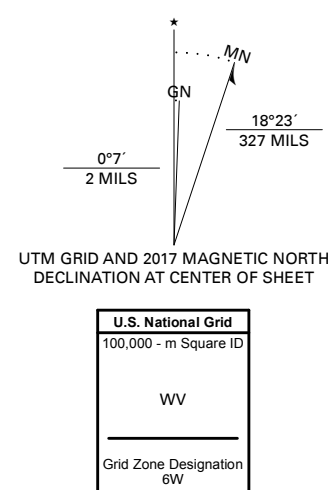 ★
MN
GN
18°23´
327 MILS
0°7´
2 MILS
UTM GRID AND 2017 MAGNETIC NORTH
DECLINATION AT CENTER OF SHEET
U.S. National Grid
100,000 - m Square ID
WV
Grid Zone Designation
6W